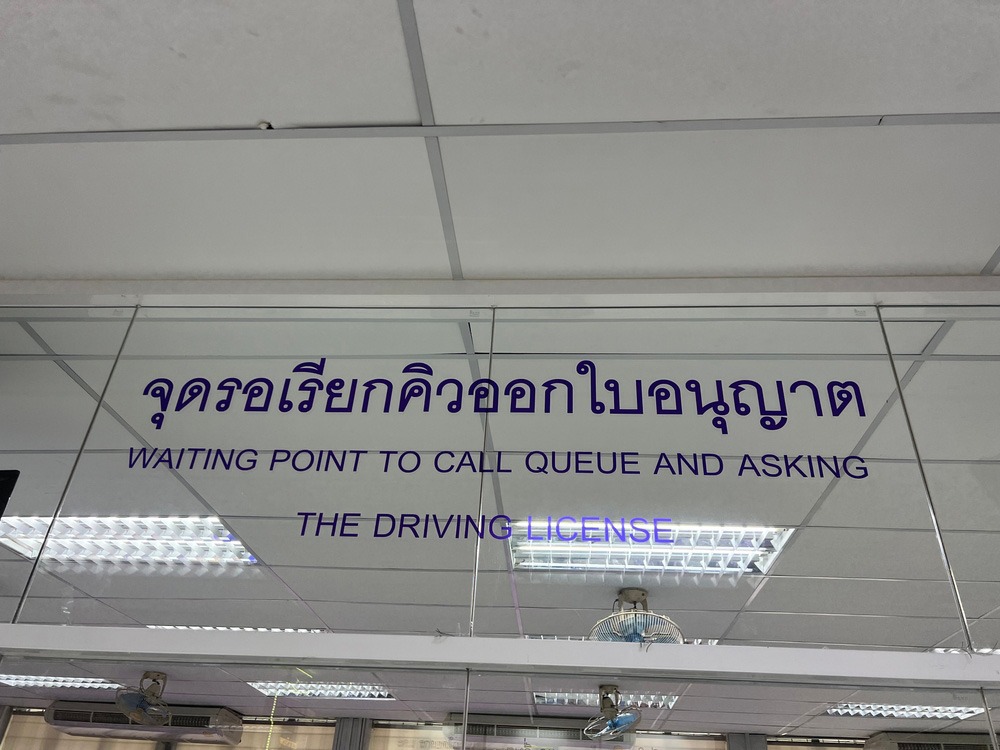 จุดรอเรียกคิวออกใบอนุญาต
WAITING POINT TO CALL QUEUE AND ASKING
THE DRIVING LICENSE